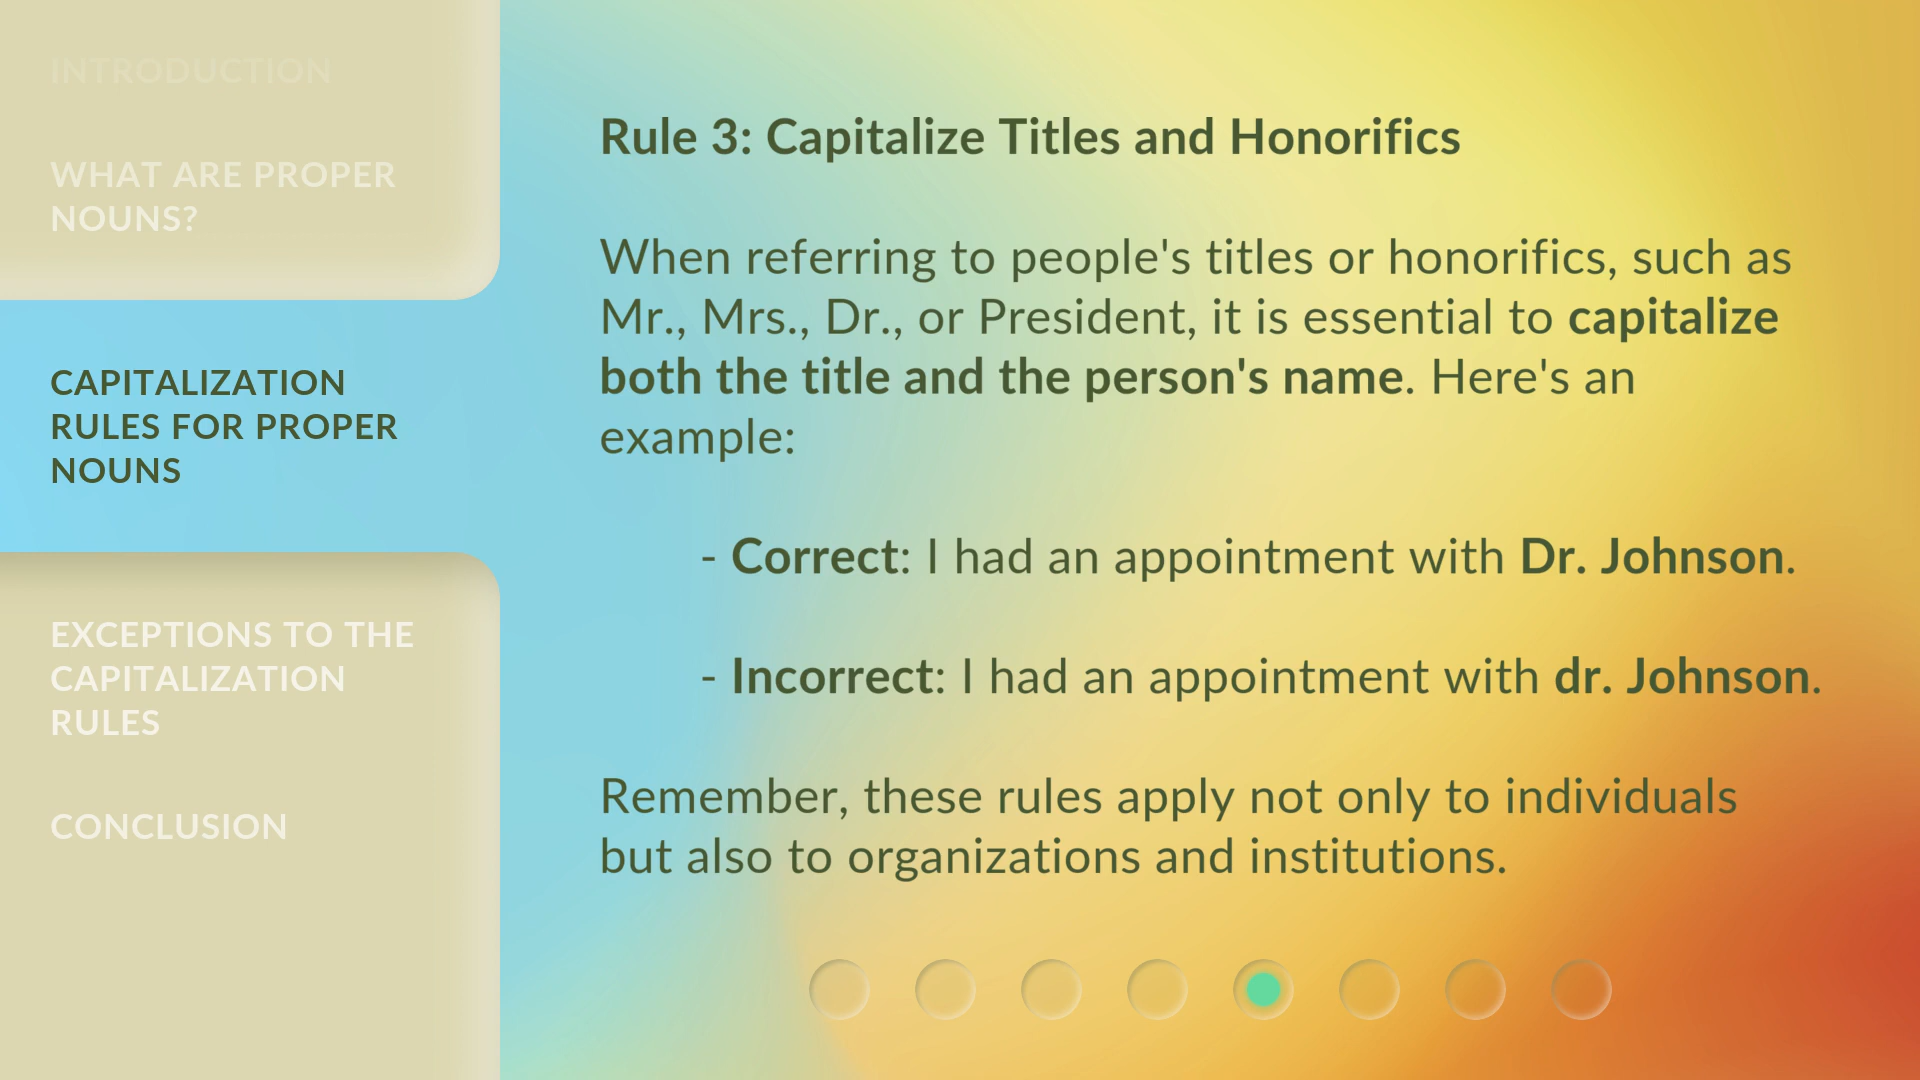 INTRODUCTION
WHAT ARE PROPER
NOUNS?
CAPITALIZATION
RULES FOR PROPER
NOUNS
EXCEPTIONS TO THE
CAPITALIZATION
RULES
CONCLUSION
Rule 3: Capitalize Titles and Honorifics
When referring to people's titles or honorifics, such as
Mr., Mrs., Dr., or President, it is essential to capitalize
both the title and the person's name. Here's an
example:
- Correct: I had an appointment with Dr. Johnson.
- Incorrect: I had an appointment with dr. Johnson.
Remember, these rules apply not only to individuals
but also to organizations and institutions.